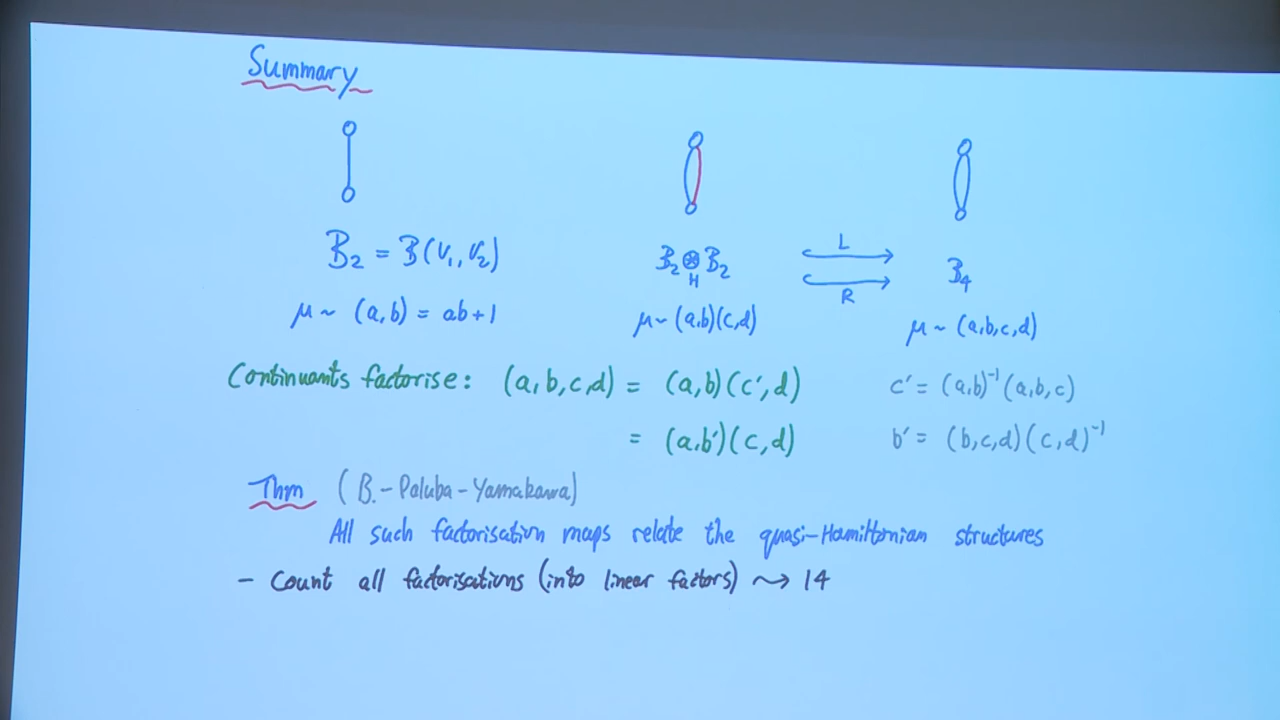 Summary
B₂ = B(V₁, V₂)
B₂ ⊛ B₂
H
L
R
B₄
μ ~ (a, b) = ab + 1
μ ~ (a, b)(c, d)
μ ~ (a, b, c, d)
Continuants factorise: (a, b, c, d) = (a, b)(c′, d) c′ = (a, b)⁻¹(a, b, c)
= (a, b′)(c, d) b′ = (b, c, d)(c, d)⁻¹
Thm (B.-Paluba-Yamakawa)
All such factorisation maps relate the quasi-Hamiltonian structures
- Count all factorisations (into linear factors) ⇝ 14